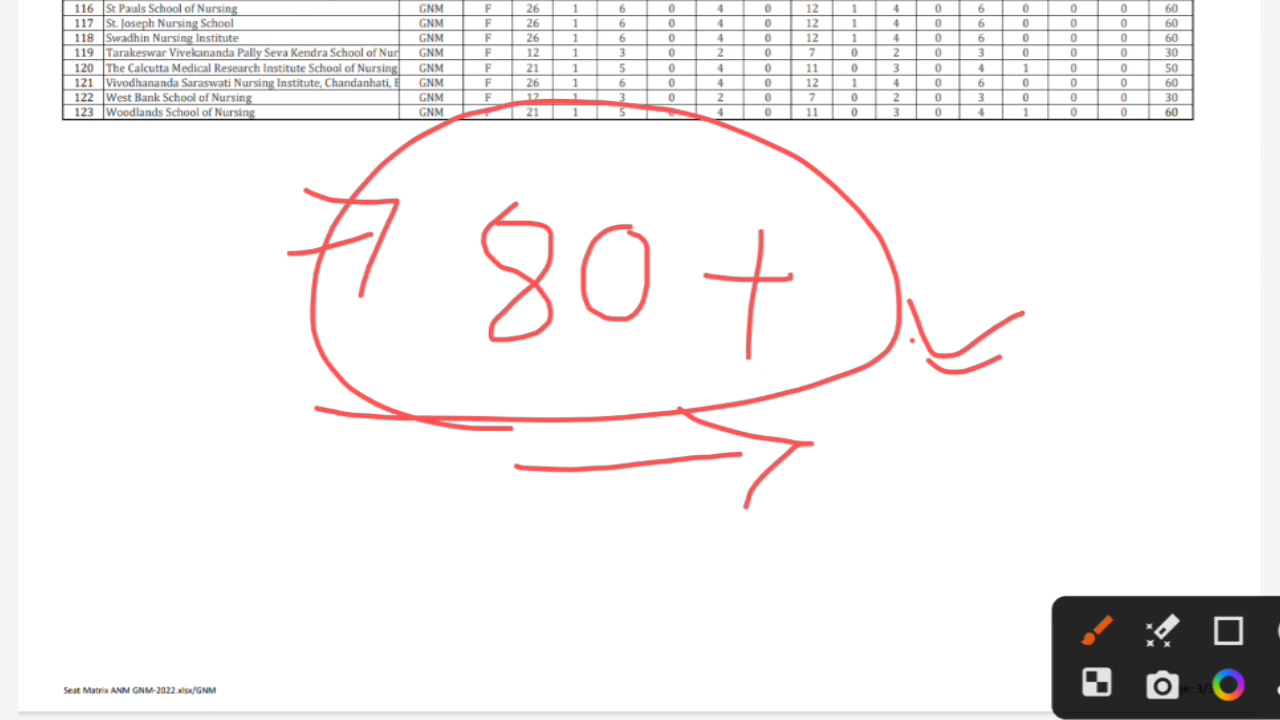 116 St Pauls School of Nursing GNM F 26 1 6 0 4 0 12 1 4 0 6 0 0 0 60
117 St. Joseph Nursing School GNM F 26 1 6 0 4 0 12 1 4 0 6 0 0 0 60
118 Swadhin Nursing Institute GNM F 26 1 6 0 4 0 12 1 4 0 6 0 0 0 60
119 Tarakeswar Vivekananda Pally Seva Kendra School of Nur GNM F 12 1 3 0 2 0 7 0 2 0 3 0 0 0 30
120 The Calcutta Medical Research Institute School of Nursing GNM F 21 1 5 0 4 0 11 0 3 0 4 1 0 0 50
121 Vivodhananda Saraswati Nursing Institute, Chandanhati, GNM F 26 1 6 0 4 0 12 1 4 0 6 0 0 0 60
122 West Bank School of Nursing GNM F 12 1 3 0 2 0 7 0 2 0 3 0 0 0 30
123 Woodlands School of Nursing GNM F 21 1 5 0 4 0 11 0 3 0 4 1 0 0 60
80+
Seat Matrix ANM GNM-2022.xlsx/GNM